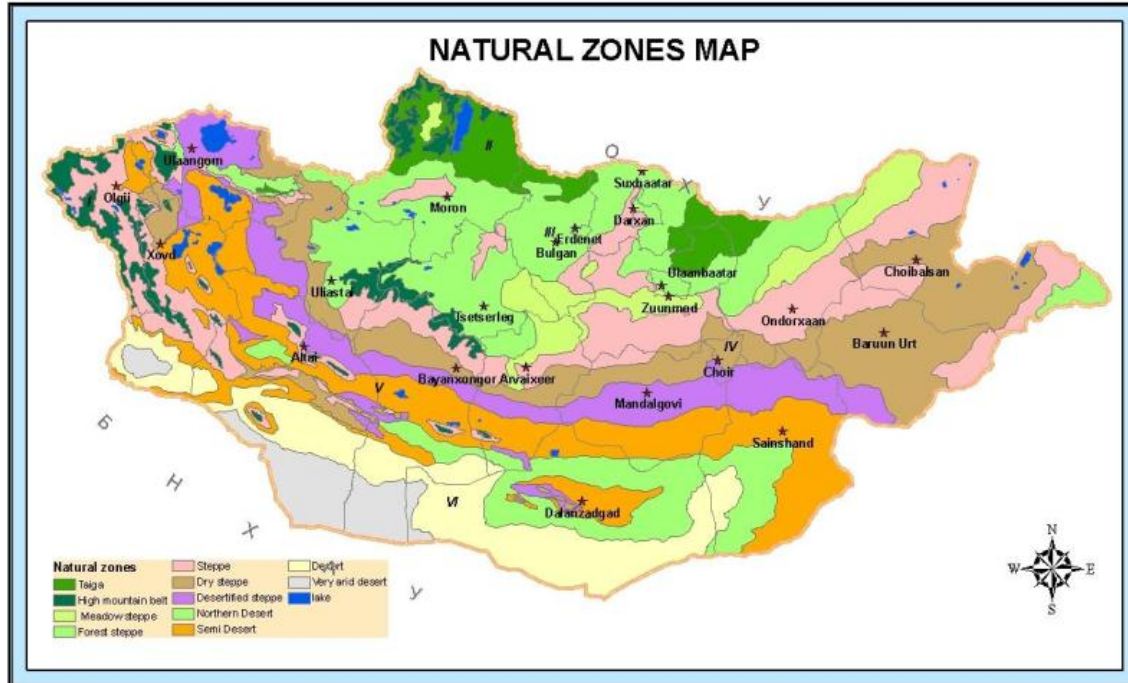 NATURAL ZONES MAP
II
О
Х
У
Suxbaatar
Ulaangom
Olgii
I
Moron
Darxan
III
Erdenet
Bulgan
Xovd
Ulaanbaatar
Choibalsan
Uliastai
Zuunmod
Tsetserleg
Ondorxaan
Baruun Urt
IV
Altai
Choir
Bayanxongor
Arvaixeer
V
Mandalgovi
Sainshand
Б
Н
Х
У
VI
Dalanzadgad
Natural zones
Taiga
High mountain belt
Meadow steppe
Forest steppe
Steppe
Dry steppe
Desertified steppe
Northern Desert
Semi Desert
Desert
Very arid desert
lake
N
W
E
S